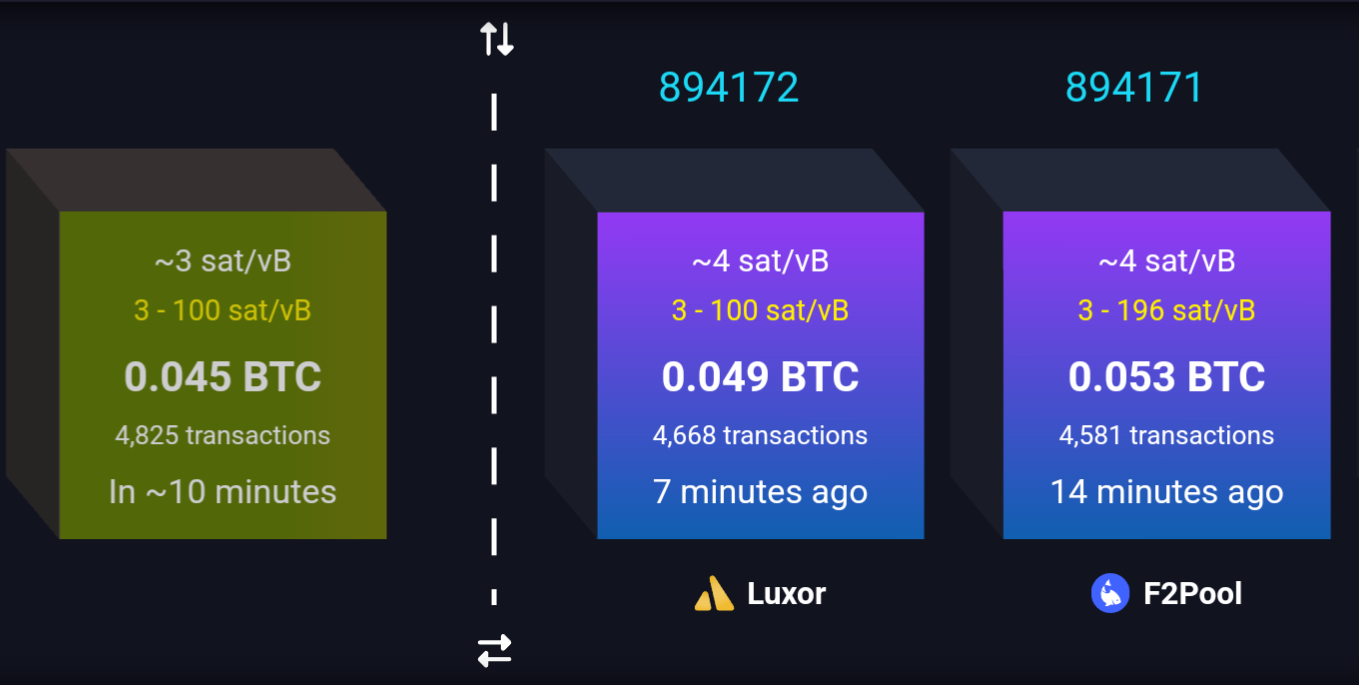 ~3 sat/vB
3 - 100 sat/vB
0.045 BTC
4,825 transactions
In ~10 minutes
894172
~4 sat/vB
3 - 100 sat/vB
0.049 BTC
4,668 transactions
7 minutes ago
Luxor
894171
~4 sat/vB
3 - 196 sat/vB
0.053 BTC
4,581 transactions
14 minutes ago
F2Pool